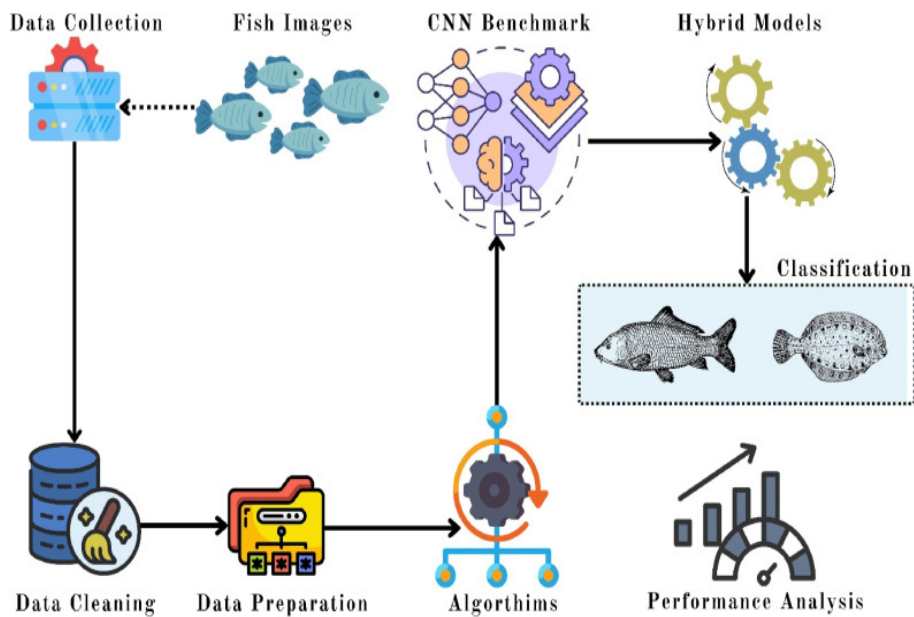 Data Collection
Fish Images
CNN Benchmark
Hybrid Models
Classification
Data Cleaning
Data Preparation
Algorthims
Performance Analysis